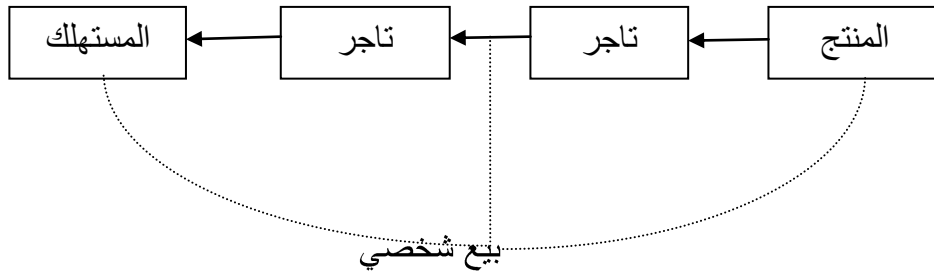 المنتج تاجر تاجر المستهلك
بيع شخصي